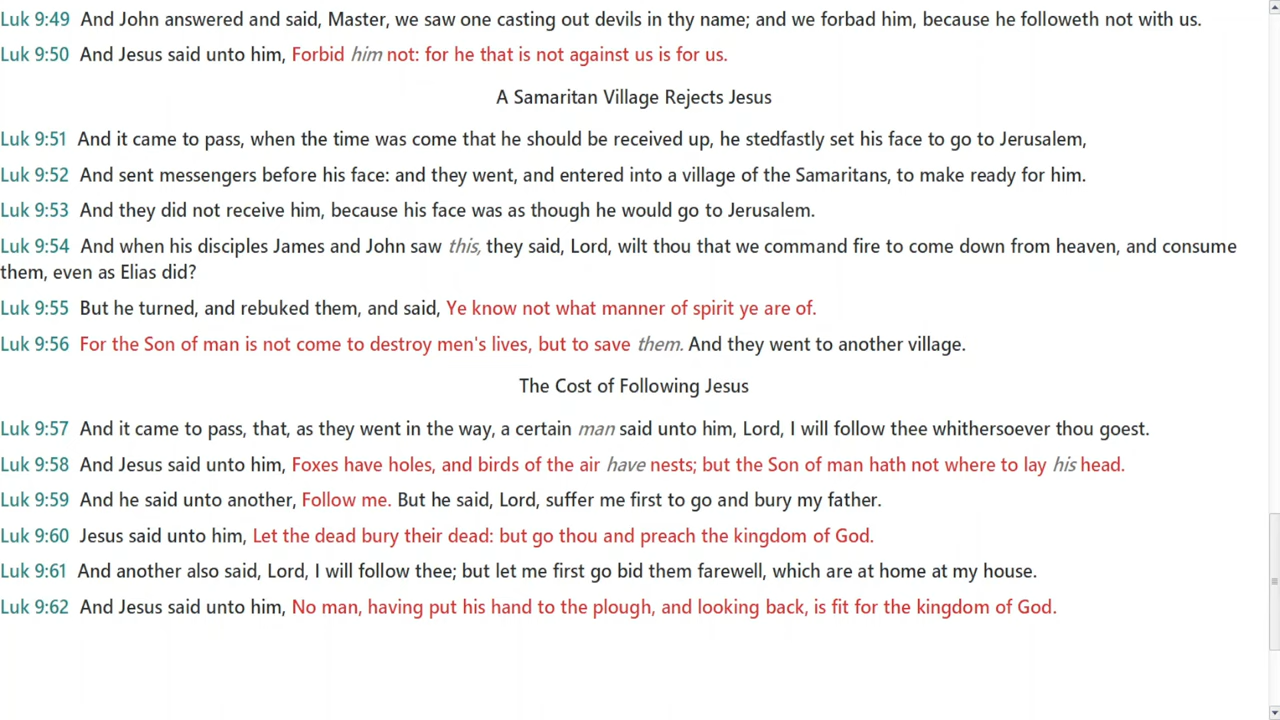 Luk 9:49 And John answered and said, Master, we saw one casting out devils in thy name; and we forbad him, because he followeth not with us.
Luk 9:50 And Jesus said unto him, Forbid him not: for he that is not against us is for us.
A Samaritan Village Rejects Jesus
Luk 9:51 And it came to pass, when the time was come that he should be received up, he stedfastly set his face to go to Jerusalem,
Luk 9:52 And sent messengers before his face: and they went, and entered into a village of the Samaritans, to make ready for him.
Luk 9:53 And they did not receive him, because his face was as though he would go to Jerusalem.
Luk 9:54 And when his disciples James and John saw this, they said, Lord, wilt thou that we command fire to come down from heaven, and consume
them, even as Elias did?
Luk 9:55 But he turned, and rebuked them, and said, Ye know not what manner of spirit ye are of.
Luk 9:56 For the Son of man is not come to destroy men's lives, but to save them. And they went to another village.
The Cost of Following Jesus
Luk 9:57 And it came to pass, that, as they went in the way, a certain man said unto him, Lord, I will follow thee whithersoever thou goest.
Luk 9:58 And Jesus said unto him, Foxes have holes, and birds of the air have nests; but the Son of man hath not where to lay his head.
Luk 9:59 And he said unto another, Follow me. But he said, Lord, suffer me first to go and bury my father.
Luk 9:60 Jesus said unto him, Let the dead bury their dead: but go thou and preach the kingdom of God.
Luk 9:61 And another also said, Lord, I will follow thee; but let me first go bid them farewell, which are at home at my house.
Luk 9:62 And Jesus said unto him, No man, having put his hand to the plough, and looking back, is fit for the kingdom of God.